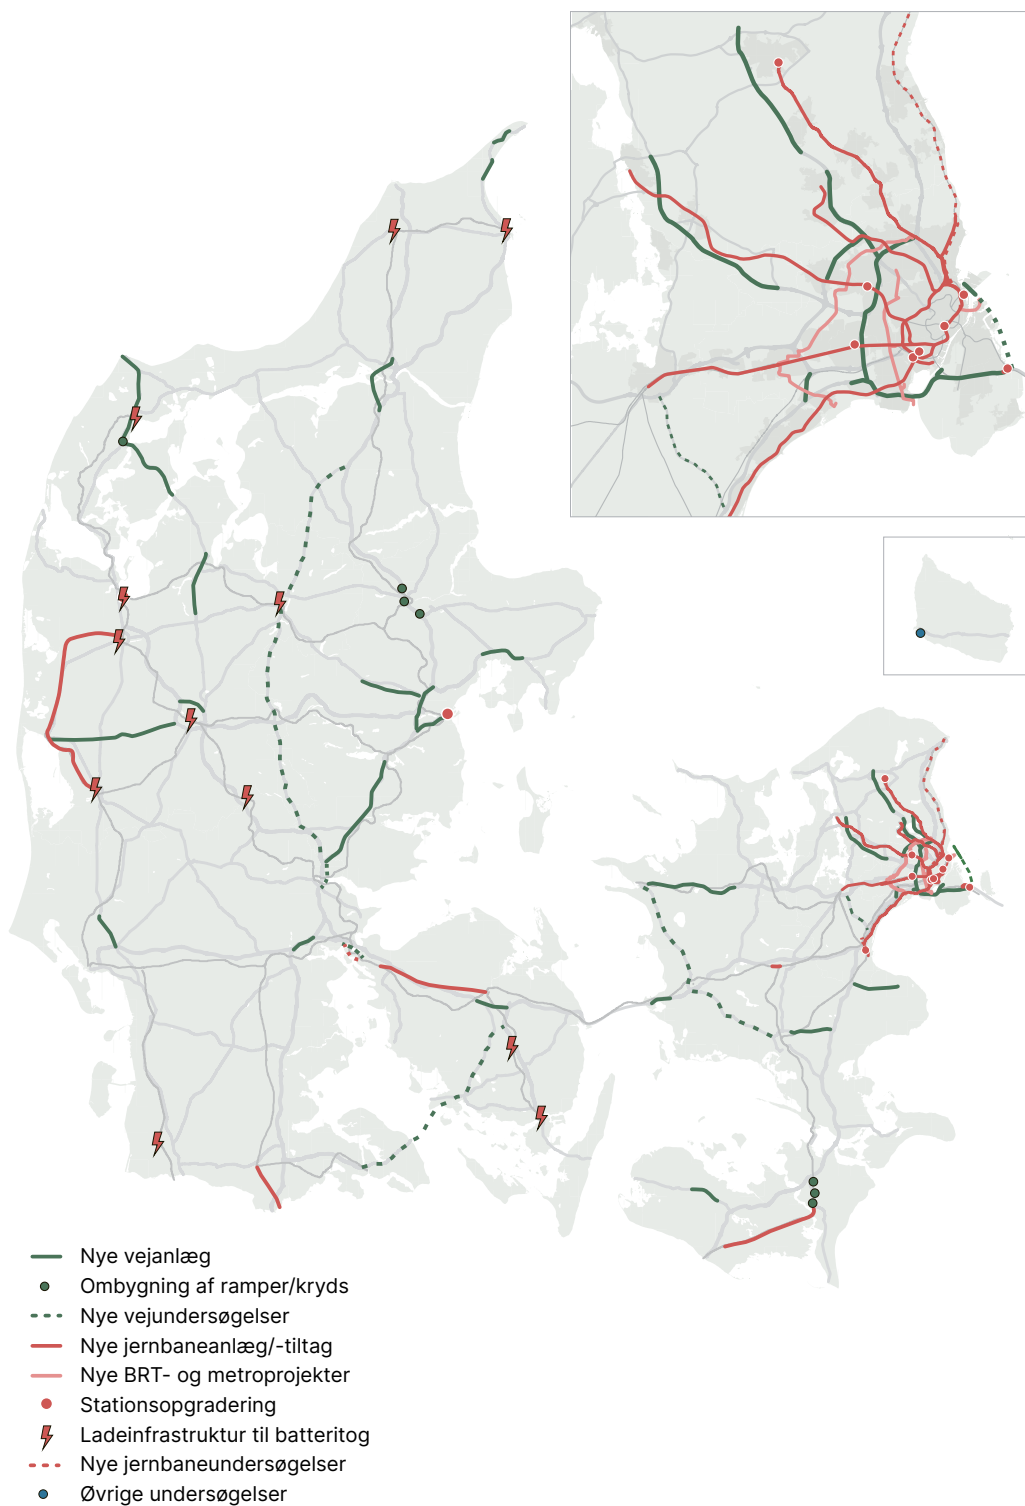 Nye vejanlæg
Ombygning af ramper/kryds
Nye vejundersøgelser
Nye jernbaneanlæg/-tiltag
Nye BRT- og metroprojekter
Stationsopgradering
Ladeinfrastruktur til batteritog
Nye jernbaneundersøgelser
Øvrige undersøgelser